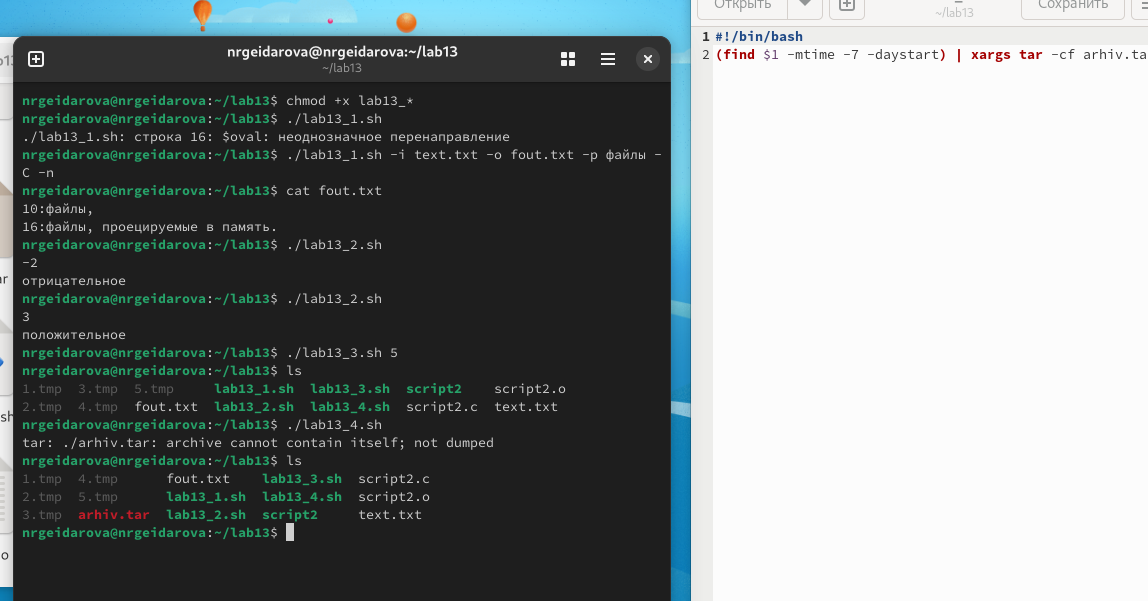 nrgeidarova@nrgeidarova:~/lab13
~/lab13
nrgeidarova@nrgeidarova:~/lab13$ chmod +x lab13_*
nrgeidarova@nrgeidarova:~/lab13$ ./lab13_1.sh
./lab13_1.sh: строка 16: $oval: неоднозначное перенаправление
nrgeidarova@nrgeidarova:~/lab13$ ./lab13_1.sh -i text.txt -o fout.txt -p файлы -
C -n
nrgeidarova@nrgeidarova:~/lab13$ cat fout.txt
10:файлы,
16:файлы, проецируемые в память.
nrgeidarova@nrgeidarova:~/lab13$ ./lab13_2.sh
-2
отрицательное
nrgeidarova@nrgeidarova:~/lab13$ ./lab13_2.sh
3
положительное
nrgeidarova@nrgeidarova:~/lab13$ ./lab13_3.sh 5
nrgeidarova@nrgeidarova:~/lab13$ ls
1.tmp 3.tmp 5.tmp lab13_1.sh lab13_3.sh script2 script2.o
2.tmp 4.tmp fout.txt lab13_2.sh lab13_4.sh script2.c text.txt
nrgeidarova@nrgeidarova:~/lab13$ ./lab13_4.sh
tar: ./arhiv.tar: archive cannot contain itself; not dumped
nrgeidarova@nrgeidarova:~/lab13$ ls
1.tmp 4.tmp fout.txt lab13_3.sh script2.c
2.tmp 5.tmp lab13_1.sh lab13_4.sh script2.o
3.tmp arhiv.tar lab13_2.sh script2 text.txt
nrgeidarova@nrgeidarova:~/lab13$
Открыть
~/lab13
Сохранить
1 #!/bin/bash
2 (find $1 -mtime -7 -daystart) | xargs tar -cf arhiv.ta